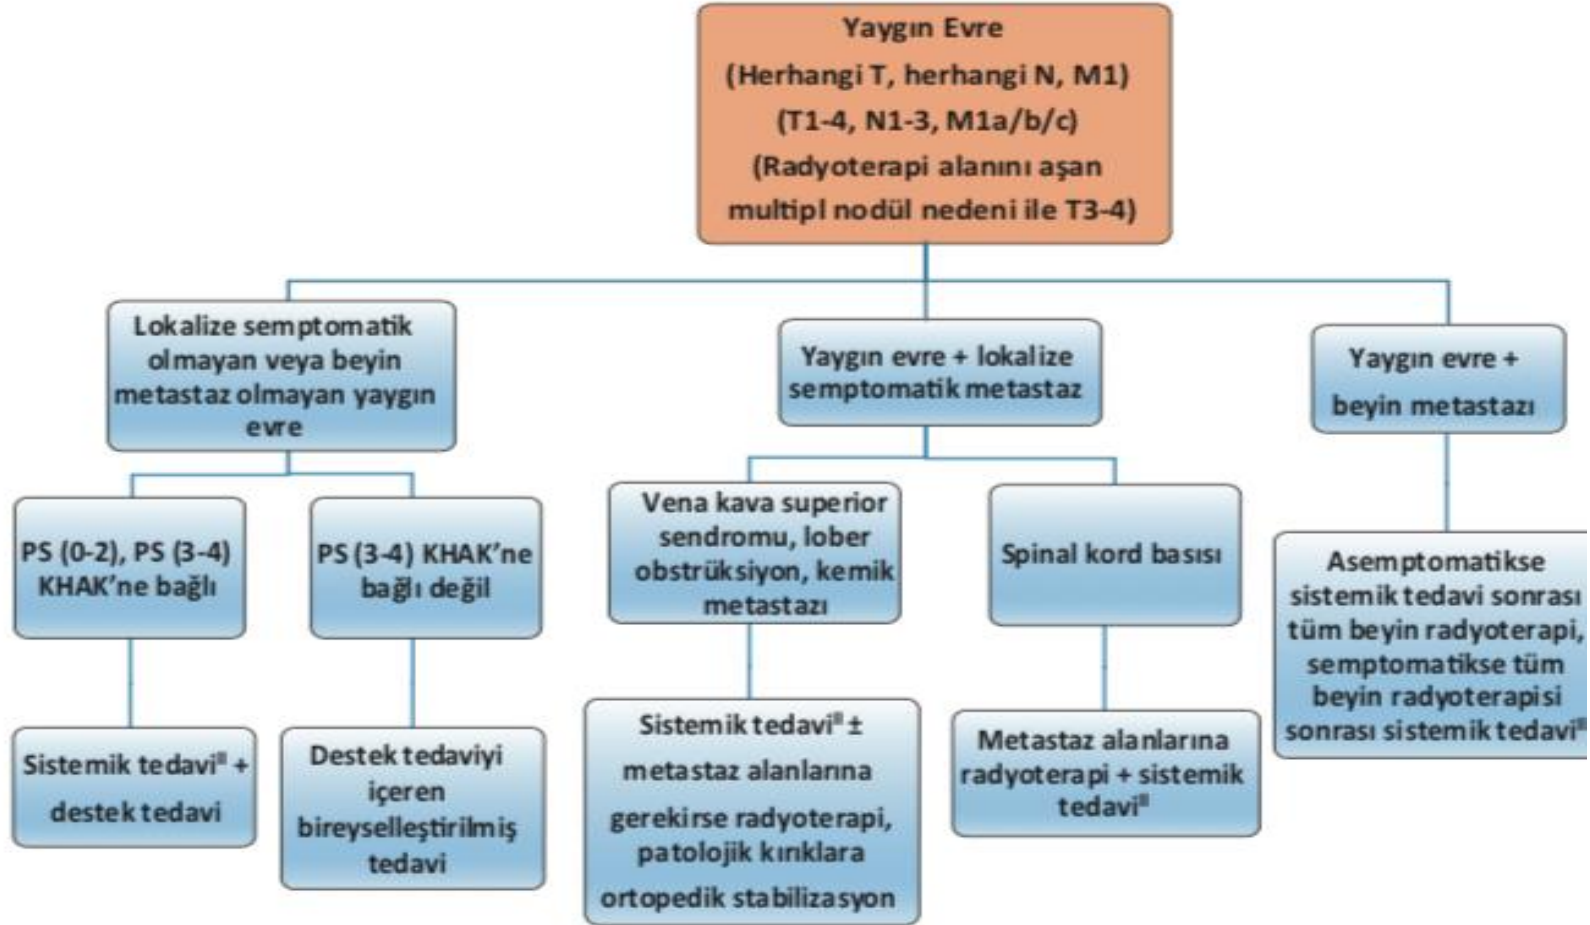 Yaygın Evre
(Herhangi T, herhangi N, M1)
(T1-4, N1-3, M1a/b/c)
(Radyoterapi alanını aşan
multipl nodül nedeni ile T3-4)
Lokalize semptomatik
olmayan veya beyin
metastaz olmayan yaygın
evre
Yaygın evre + lokalize
semptomatik metastaz
Yaygın evre +
beyin metastazı
PS (0-2), PS (3-4)
KHAK’ne bağlı
PS (3-4) KHAK’ne
bağlı değil
Vena kava superior
sendromu, lober
obstrüksiyon, kemik
metastazı
Spinal kord basısı
Asemptomatikse
sistemik tedavi sonrası
tüm beyin radyoterapi,
semptomatikse tüm
beyin radyoterapisi
sonrası sistemik tedavi
Sistemik tedavi +
destek tedavi
Destek tedaviyi
içeren
bireyselleştirilmiş
tedavi
Sistemik tedavi ±
metastaz alanlarına
gerekirse radyoterapi,
patolojik kırıklara
ortopedik stabilizasyon
Metastaz alanlarına
radyoterapi + sistemik
tedavi